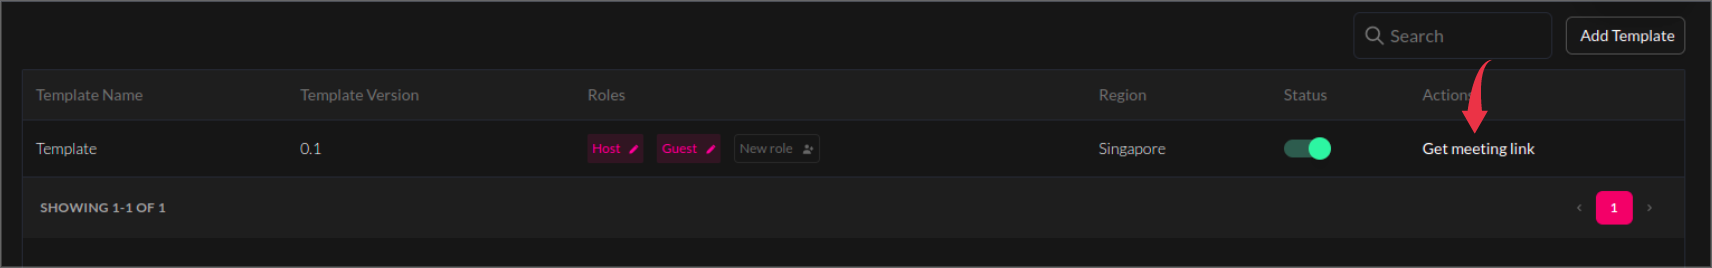 Search Add Template
Template Name Template Version Roles Region Status Actions
Template 0.1 Host Guest New role Singapore Get meeting link
SHOWING 1-1 OF 1 < 1 >